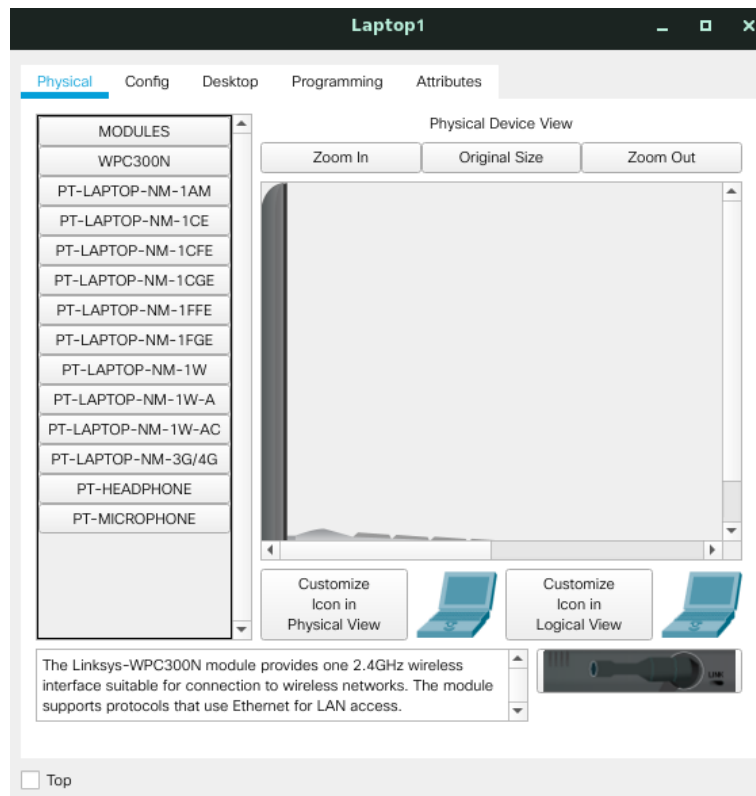 Laptop1
Physical
Config
Desktop
Programming
Attributes
MODULES
WPC300N
PT-LAPTOP-NM-1AM
PT-LAPTOP-NM-1CE
PT-LAPTOP-NM-1CFE
PT-LAPTOP-NM-1CGE
PT-LAPTOP-NM-1FFE
PT-LAPTOP-NM-1FGE
PT-LAPTOP-NM-1W
PT-LAPTOP-NM-1W-A
PT-LAPTOP-NM-1W-AC
PT-LAPTOP-NM-3G/4G
PT-HEADPHONE
PT-MICROPHONE
Physical Device View
Zoom In
Original Size
Zoom Out
Customize
Icon in
Physical View
Customize
Icon in
Logical View
The Linksys-WPC300N module provides one 2.4GHz wireless
interface suitable for connection to wireless networks. The module
supports protocols that use Ethernet for LAN access.
LINK
Top